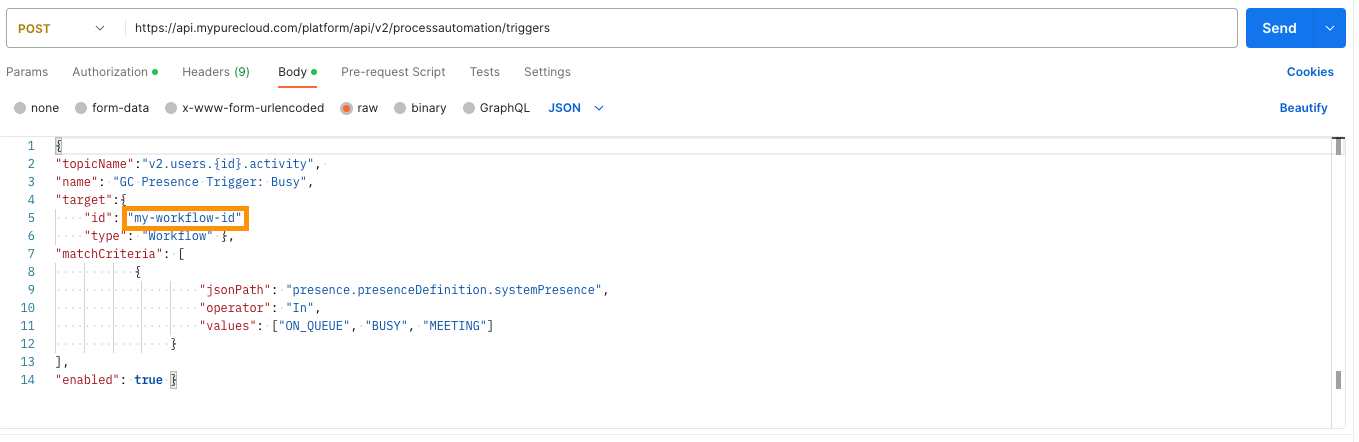 POST https://api.mypurecloud.com/platform/api/v2/processautomation/triggers Send
Params Authorization Headers (9) Body Pre-request Script Tests Settings Cookies
none form-data x-www-form-urlencoded raw binary GraphQL JSON Beautify
1 {
2 "topicName":"v2.users.{id}.activity",
3 "name": "GC Presence Trigger: Busy",
4 "target":{
5 "id": "my-workflow-id"
6 "type": "Workflow" },
7 "matchCriteria": [
8 {
9 "jsonPath": "presence.presenceDefinition.systemPresence",
10 "operator": "In",
11 "values": ["ON_QUEUE", "BUSY", "MEETING"]
12 }
13 ],
14 "enabled": true }